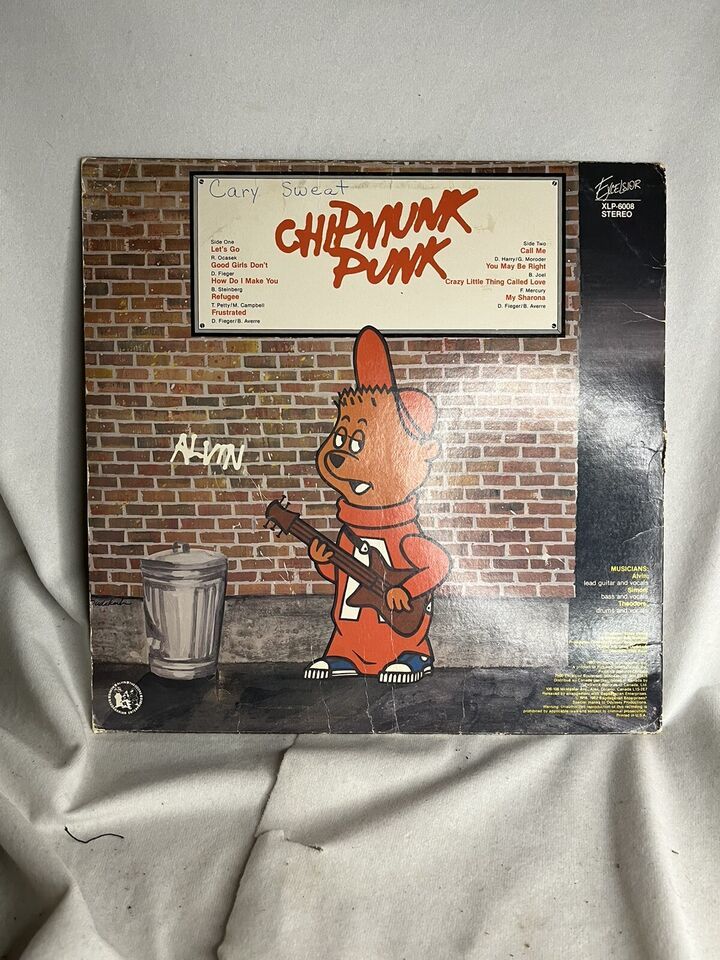 Cary Sweat
CHIPMUNK
PUNK
Side One
Let's Go
R. Ocasek
Good Girls Don't
D. Fieger
How Do I Make You
B. Steinberg
Refugee
T. Petty/M. Campbell
Frustrated
D. Fieger/B. Averre
Side Two
Call Me
D. Harry/G. Moroder
You May Be Right
B. Joel
Crazy Little Thing Called Love
F. Mercury
My Sharona
D. Fieger/B. Averre
EXCELSIOR
XLP-6008
STEREO
ALVIN
A
MUSICIANS:
Alvin
lead guitar and vocals
Simon
bass and vocals
Theodore
drums and vocals
Printed in U.S.A.